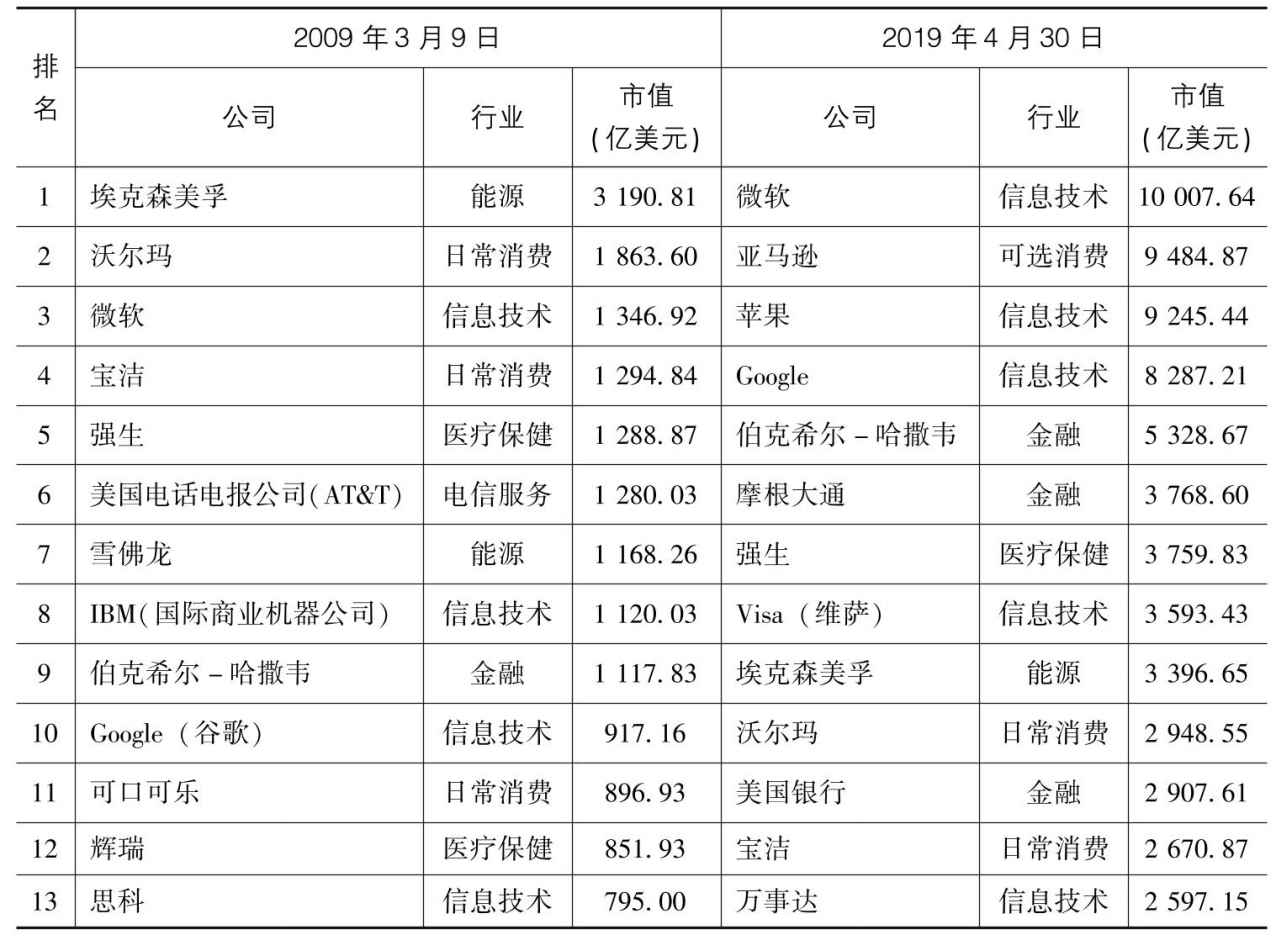 排名 2009 年 3 月 9 日 2019 年 4 月 30 日
公司 行业 市值(亿美元) 公司 行业 市值(亿美元)
1 埃克森美孚 能源 3 190.81 微软 信息技术 10 007.64
2 沃尔玛 日常消费 1 863.60 亚马逊 可选消费 9 484.87
3 微软 信息技术 1 346.92 苹果 信息技术 9 245.44
4 宝洁 日常消费 1 294.84 Google 信息技术 8 287.21
5 强生 医疗保健 1 288.87 伯克希尔－哈撒韦 金融 5 328.67
6 美国电话电报公司(AT&T) 电信服务 1 280.03 摩根大通 金融 3 768.60
7 雪佛龙 能源 1 168.26 强生 医疗保健 3 759.83
8 IBM(国际商业机器公司) 信息技术 1 120.03 Visa (维萨) 信息技术 3 593.43
9 伯克希尔－哈撒韦 金融 1 117.83 埃克森美孚 能源 3 396.65
10 Google (谷歌) 信息技术 917.16 沃尔玛 日常消费 2 948.55
11 可口可乐 日常消费 896.93 美国银行 金融 2 907.61
12 辉瑞 医疗保健 851.93 宝洁 日常消费 2 670.87
13 思科 信息技术 795.00 万事达 信息技术 2 597.15